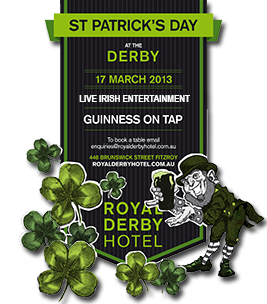 ST PATRICK'S DAY
AT THE
DERBY
17 MARCH 2013
LIVE IRISH ENTERTAINMENT
GUINNESS ON TAP
To book a table email
enquiries@royalderbyhotel.com.au
446 BRUNSWICK STREET FITZROY
ROYALDERBYHOTEL.COM.AU
ROYAL
DERBY
HOTEL